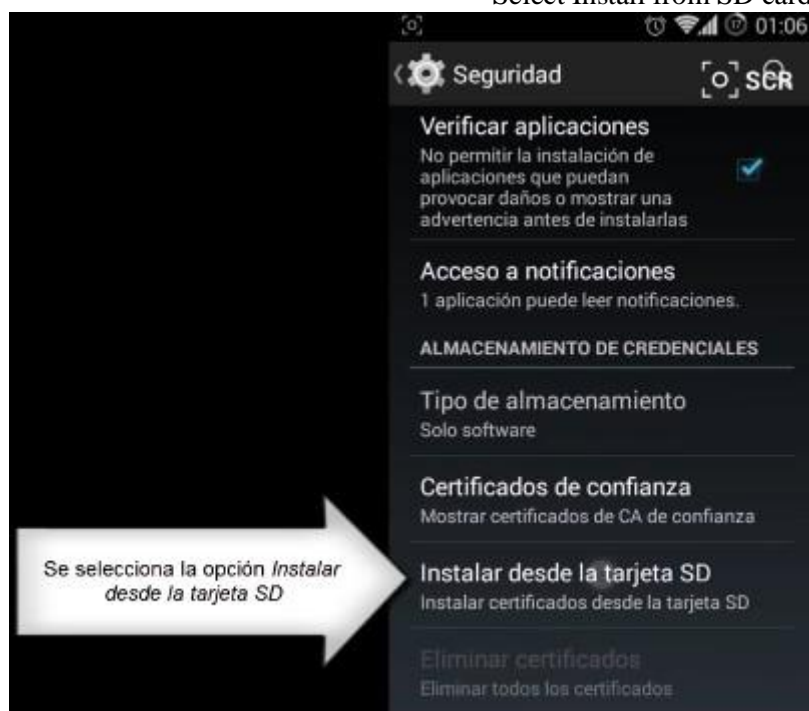 Select Install from SD card
17 01:06
Seguridad
SCR
Verificar aplicaciones
No permitir la instalación de
aplicaciones que puedan
provocar daños o mostrar una
advertencia antes de instalarlas
Acceso a notificaciones
1 aplicación puede leer notificaciones.
ALMACENAMIENTO DE CREDENCIALES
Tipo de almacenamiento
Solo software
Certificados de confianza
Mostrar certificados de CA de confianza
Se selecciona la opción Instalar
desde la tarjeta SD
Instalar desde la tarjeta SD
Instalar certificados desde la tarjeta SD
Eliminar certificados
Eliminar todos los certificados